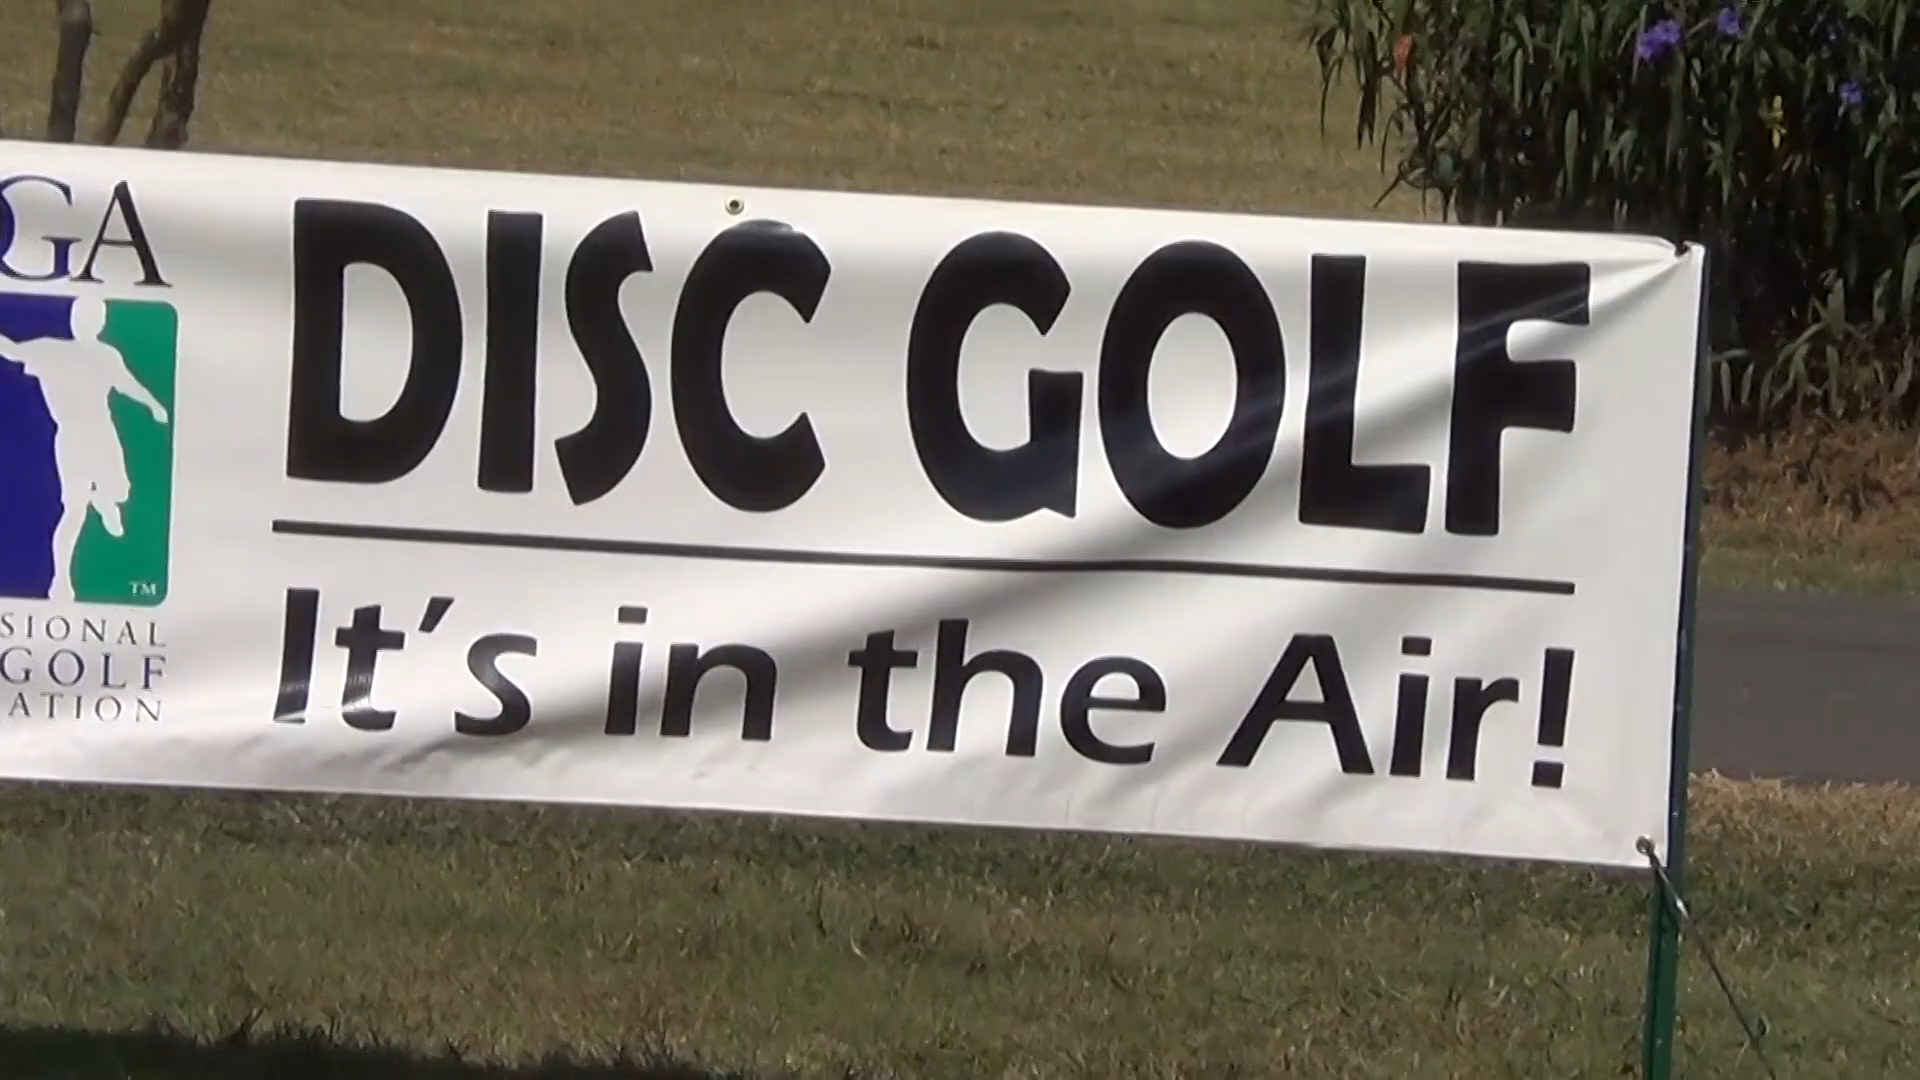 GA
TM
SIONAL
GOLF
ATION
DISC GOLF
It's in the Air!